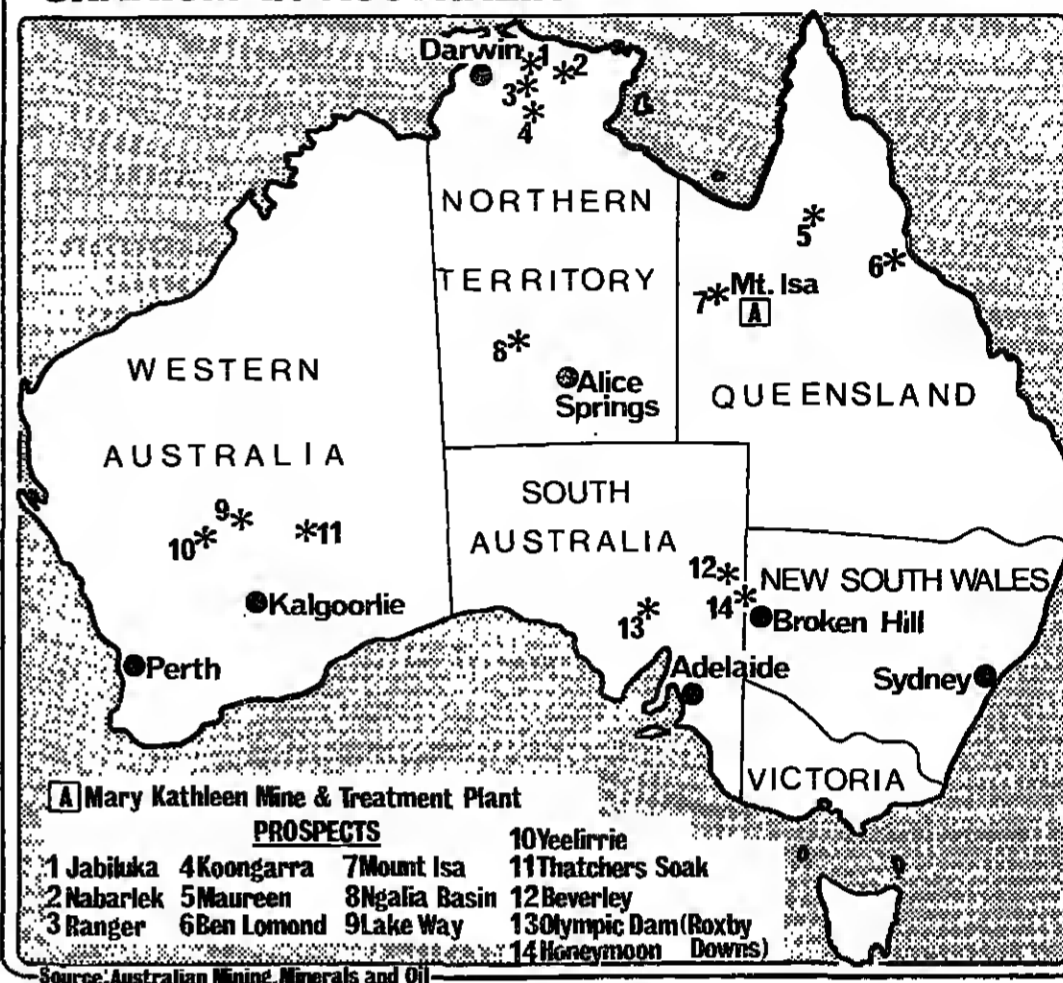 Darwin
1
2
3
4
NORTHERN
TERRITORY
5
6
7 Mt. Isa
A
8
Alice
Springs
WESTERN
AUSTRALIA
QUEENSLAND
SOUTH
AUSTRALIA
9
10
11
12
NEW SOUTH WALES
14
13
Kalgoorlie
Broken Hill
Perth
Adelaide
Sydney
VICTORIA
A Mary Kathleen Mine & Treatment Plant
PROSPECTS
1 Jabiluka
2 Nabarlek
3 Ranger
4 Koongarra
5 Maureen
6 Ben Lomond
7 Mount Isa
8 Ngalia Basin
9 Lake Way
10 Yeelirrie
11 Thatchers Soak
12 Beverley
13 Olympic Dam (Roxby
Downs)
14 Honeymoon
Source: Australian Mining, Minerals and Oil